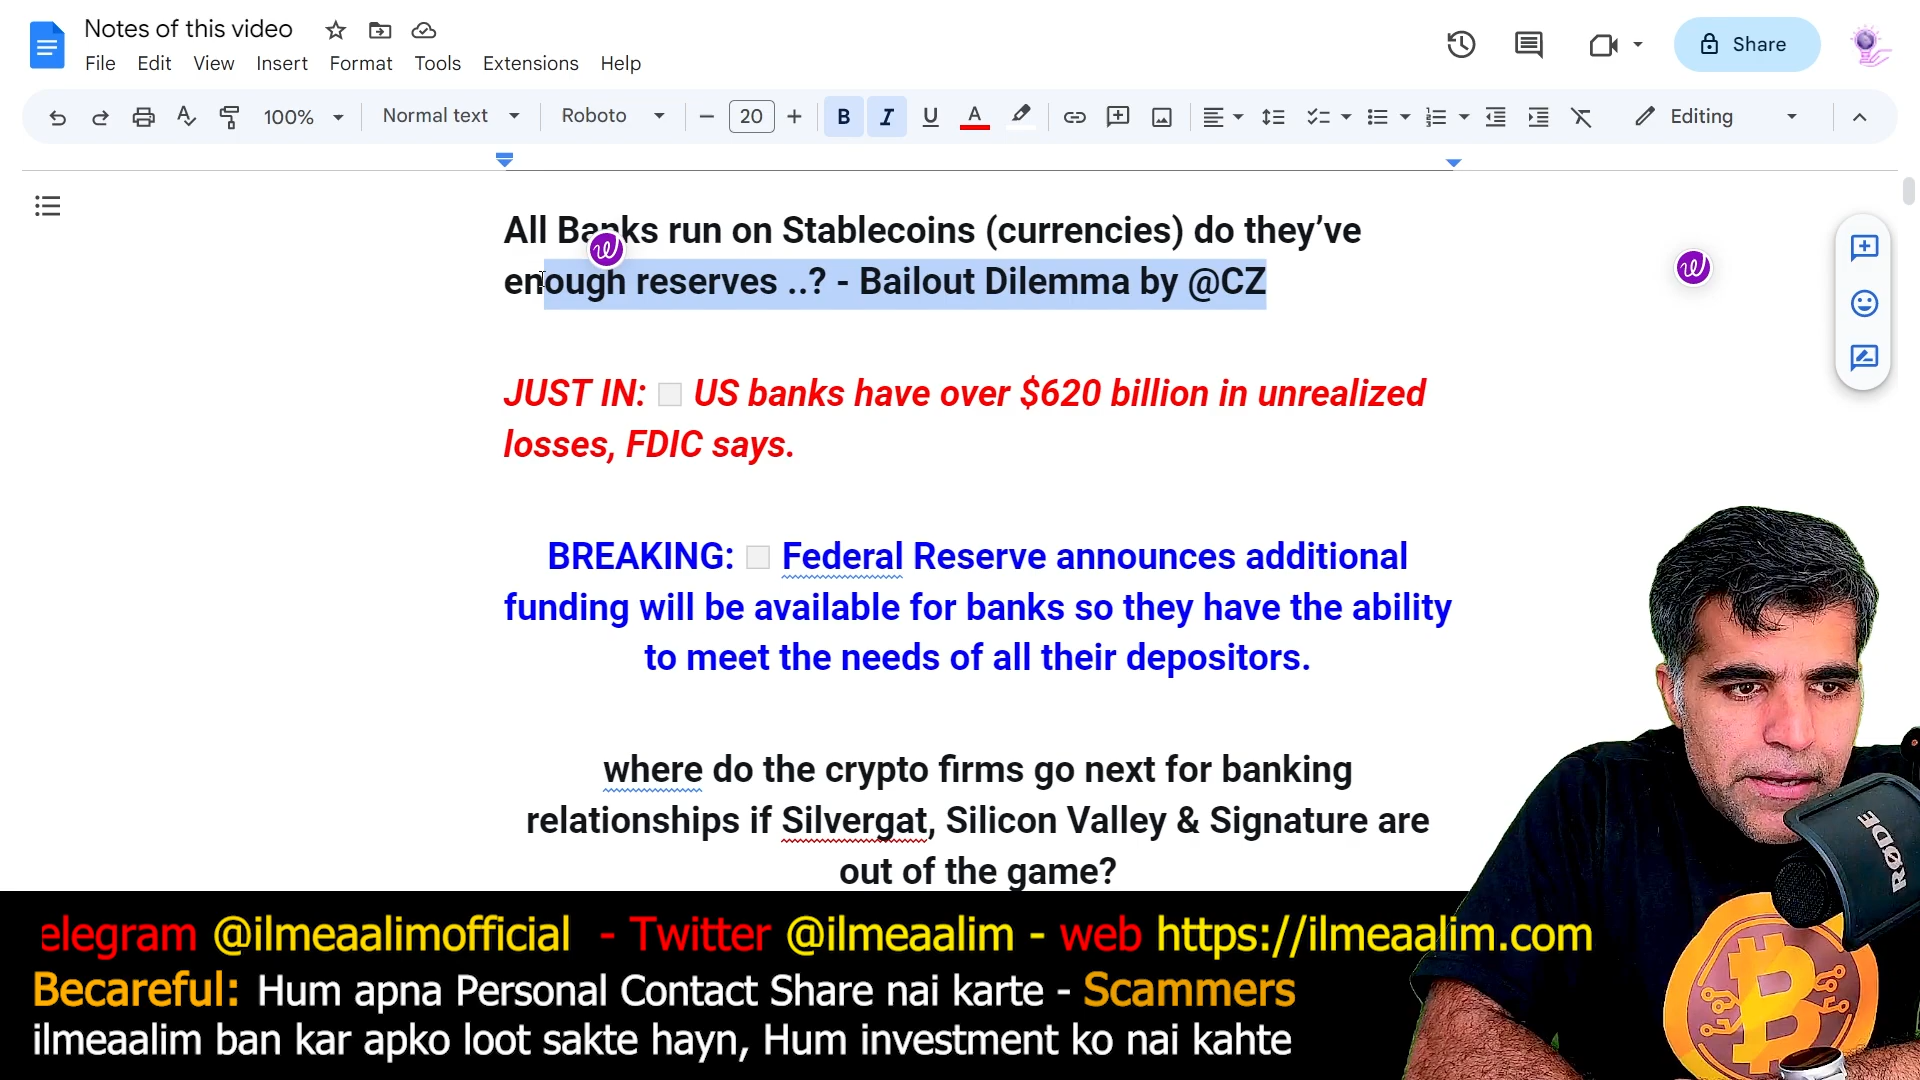 Notes of this video
File Edit View Insert Format Tools Extensions Help
Share
100% Normal text Roboto 20 B I U A Editing
All Banks run on Stablecoins (currencies) do they've
enough reserves ..? - Bailout Dilemma by @CZ
JUST IN: US banks have over $620 billion in unrealized
losses, FDIC says.
BREAKING: Federal Reserve announces additional
funding will be available for banks so they have the ability
to meet the needs of all their depositors.
where do the crypto firms go next for banking
relationships if Silvergat, Silicon Valley & Signature are
out of the game?
RØDE
elegram @ilmeaalimofficial - Twitter @ilmeaalim - web https://ilmeaalim.com
Becareful: Hum apna Personal Contact Share nai karte - Scammers
ilmeaalim ban kar apko loot sakte hayn, Hum investment ko nai kahte